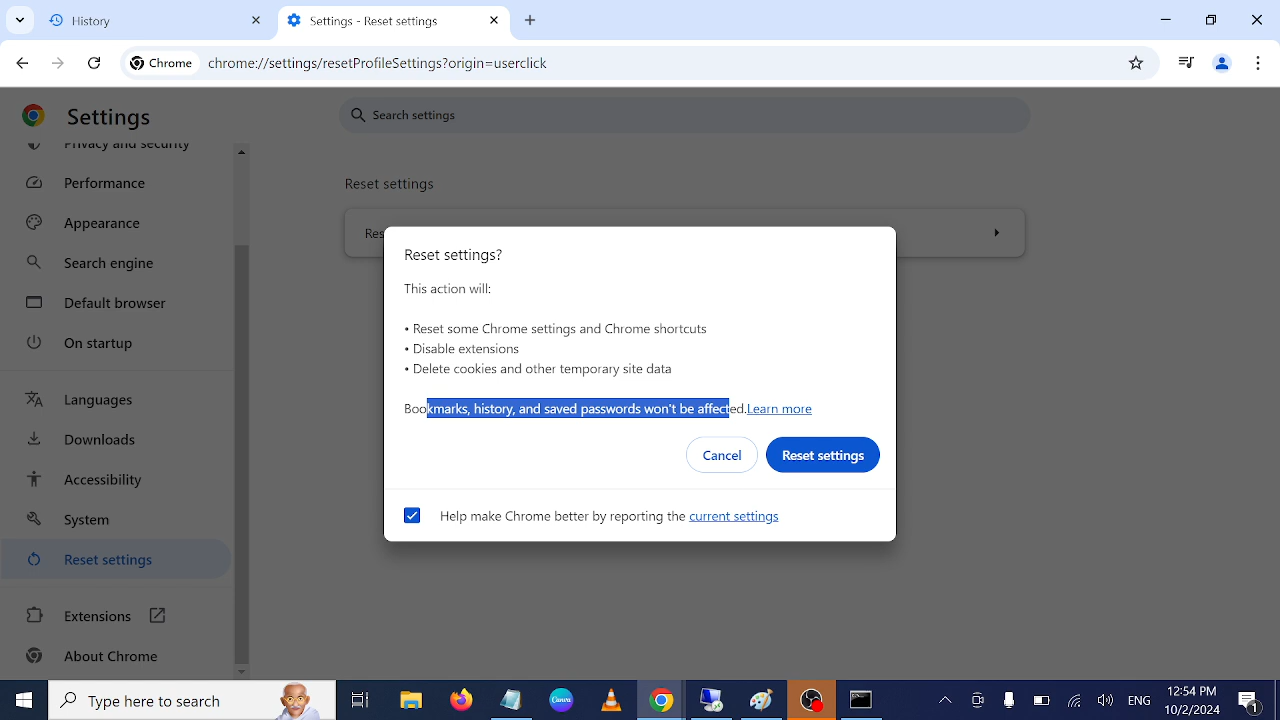 History
Settings - Reset settings
Chrome
chrome://settings/resetProfileSettings?origin=userclick
Settings
Search settings
Privacy and security
Performance
Appearance
Search engine
Default browser
On startup
Languages
Downloads
Accessibility
System
Reset settings
Extensions
About Chrome
Reset settings
Res
Reset settings?
This action will:
• Reset some Chrome settings and Chrome shortcuts
• Disable extensions
• Delete cookies and other temporary site data
Bookmarks, history, and saved passwords won't be affected.Learn more
Cancel
Reset settings
Help make Chrome better by reporting the current settings
Type here to search
Canva
ENG
12:54 PM
10/2/2024
1